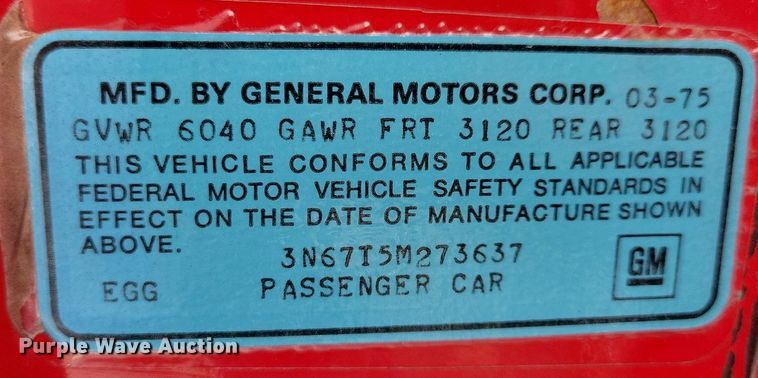 MFD. BY GENERAL MOTORS CORP. 03-75
GVWR 6040 GAWR FRT 3120 REAR 3120
THIS VEHICLE CONFORMS TO ALL APPLICABLE
FEDERAL MOTOR VEHICLE SAFETY STANDARDS IN
EFFECT ON THE DATE OF MANUFACTURE SHOWN
ABOVE.
3N67T5M273637
EGG PASSENGER CAR
GM
Purple Wave Auction